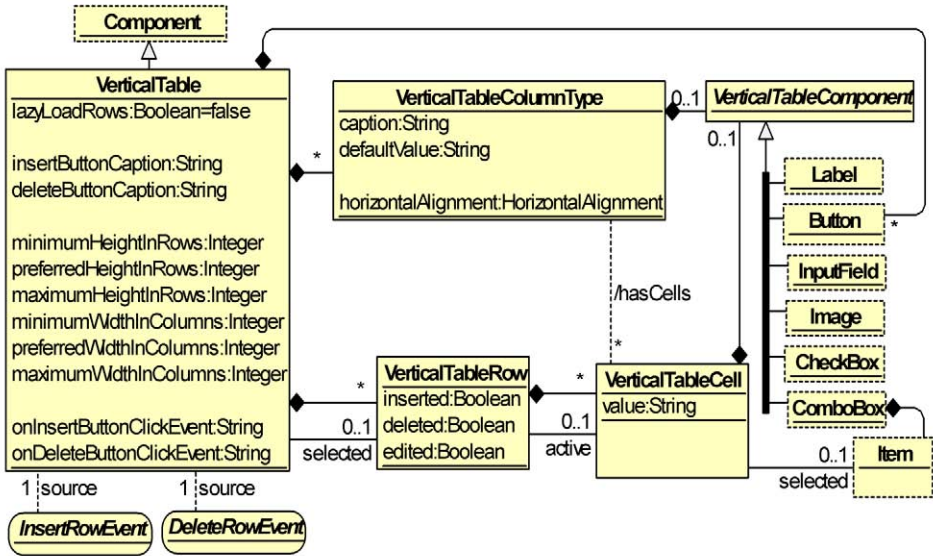 Component
VerticalTable
lazyLoadRows:Boolean=false
insertButtonCaption:String
deleteButtonCaption:String
minimumHeightInRows:Integer
preferredHeightInRows:Integer
maximumHeightInRows:Integer
minimumWidthInColumns:Integer
preferredWidthInColumns:Integer
maximumWidthInColumns:Integer
onInsertButtonClickEvent:String
onDeleteButtonClickEvent:String
1 source
1 source
InsertRowEvent
DeleteRowEvent
*
VerticalTableColumnType
caption:String
defaultValue:String
horizontalAlignment:HorizontalAlignment
0..1
VerticalTableComponent
0..1
Label
Button
*
InputField
Image
CheckBox
ComboBox
/hasCells
*
*
0..1
selected
VerticalTableRow
inserted:Boolean
deleted:Boolean
edited:Boolean
*
0..1
active
VerticalTableCell
value:String
0..1
selected
Item